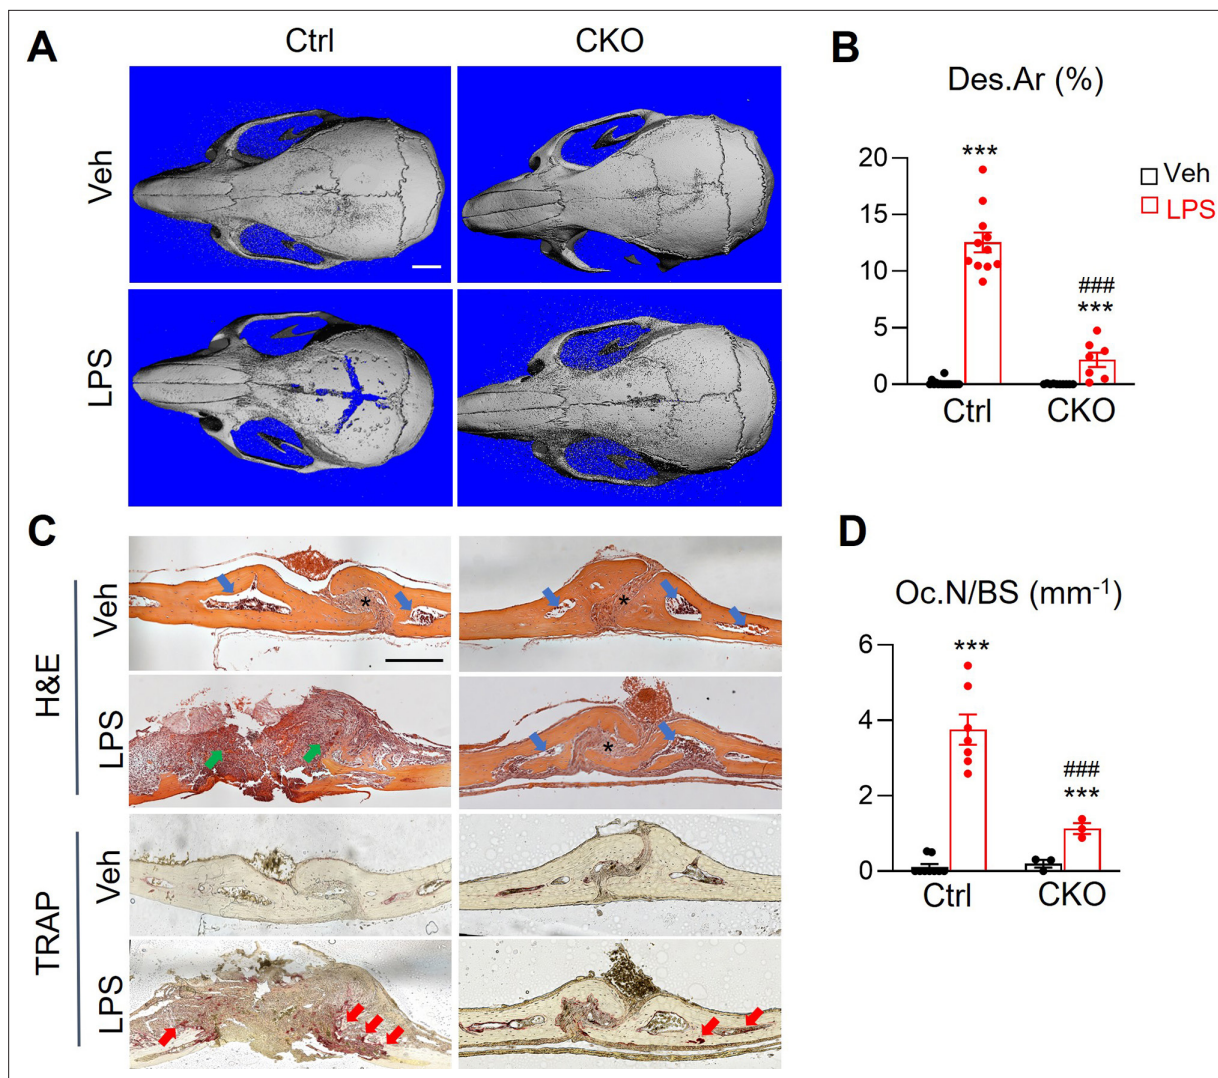 A
Ctrl
CKO
Veh
LPS
B
Des.Ar (%)
20
15
10
5
0
***
###
***
Ctrl
CKO
Veh
LPS
C
H&E
Veh
*
*
LPS
*
TRAP
Veh
LPS
D
Oc.N/BS (mm-1)
6
4
2
0
***
###
***
Ctrl
CKO